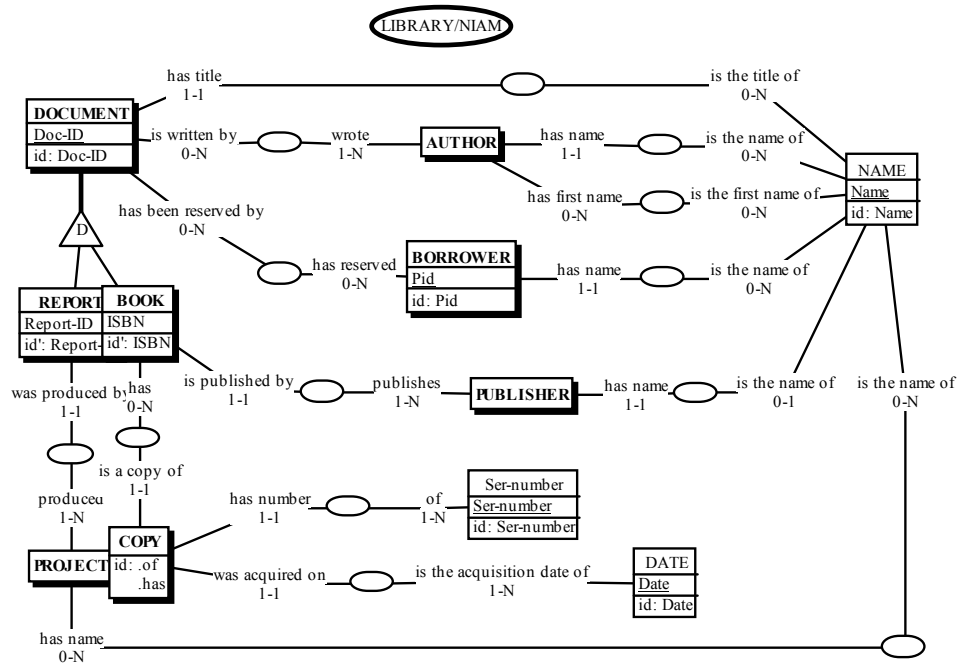 LIBRARY/NIAM
has title
1-1
is the title of
0-N
DOCUMENT
Doc-ID
id: Doc-ID
is written by
0-N
wrote
1-N
AUTHOR
has name
1-1
is the name of
0-N
has first name
0-N
is the first name of
0-N
NAME
Name
id: Name
has been reserved by
0-N
D
has reserved
0-N
BORROWER
Pid
id: Pid
has name
1-1
is the name of
0-N
REPORT
Report-ID
id': Report-
BOOK
ISBN
id': ISBN
was produced by
1-1
has
0-N
is published by
1-1
publishes
1-N
PUBLISHER
has name
1-1
is the name of
0-1
is the name of
0-N
is a copy of
1-1
produced
1-N
has number
1-1
of
1-N
Ser-number
Ser-number
id: Ser-number
PROJECT
COPY
id: .of
.has
was acquired on
1-1
is the acquisition date of
1-N
DATE
Date
id: Date
has name
0-N